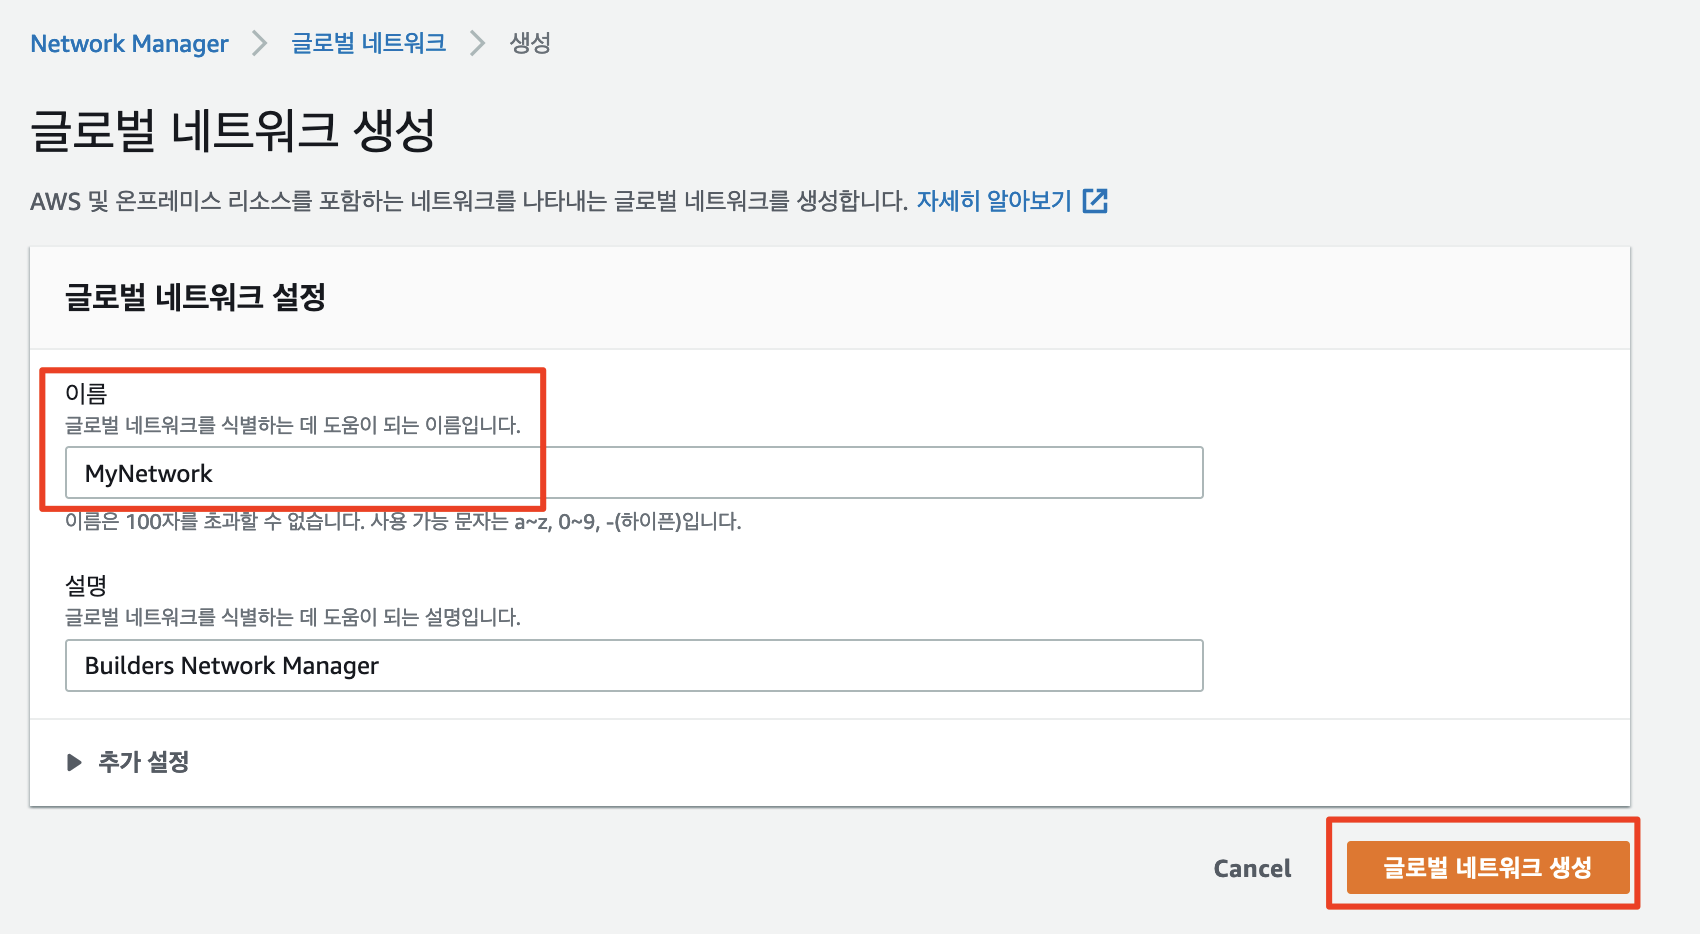 Network Manager > 글로벌 네트워크 > 생성
글로벌 네트워크 생성
AWS 및 온프레미스 리소스를 포함하는 네트워크를 나타내는 글로벌 네트워크를 생성합니다. 자세히 알아보기
글로벌 네트워크 설정
이름
글로벌 네트워크를 식별하는 데 도움이 되는 이름입니다.
MyNetwork
이름은 100자를 초과할 수 없습니다. 사용 가능 문자는 a~z, 0~9, -(하이픈)입니다.
설명
글로벌 네트워크를 식별하는 데 도움이 되는 설명입니다.
Builders Network Manager
추가 설정
Cancel 글로벌 네트워크 생성